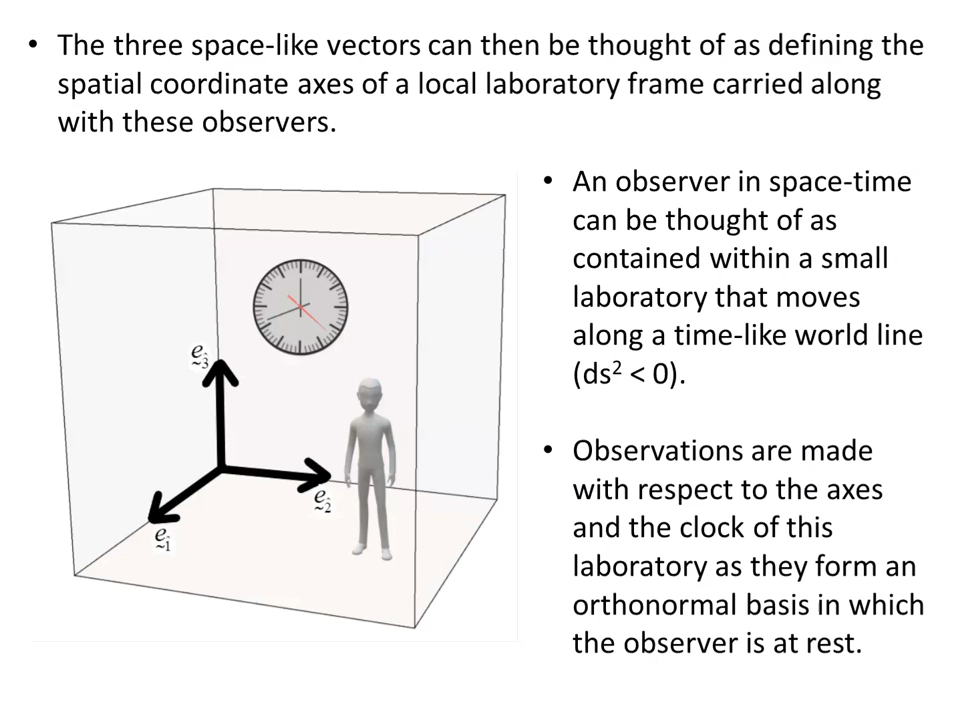 • The three space-like vectors can then be thought of as defining the
spatial coordinate axes of a local laboratory frame carried along
with these observers.
• An observer in space-time
can be thought of as
contained within a small
laboratory that moves
along a time-like world line
(ds² < 0).
• Observations are made
with respect to the axes
and the clock of this
laboratory as they form an
orthonormal basis in which
the observer is at rest.
e_3̂
e_2̂
e_1̂